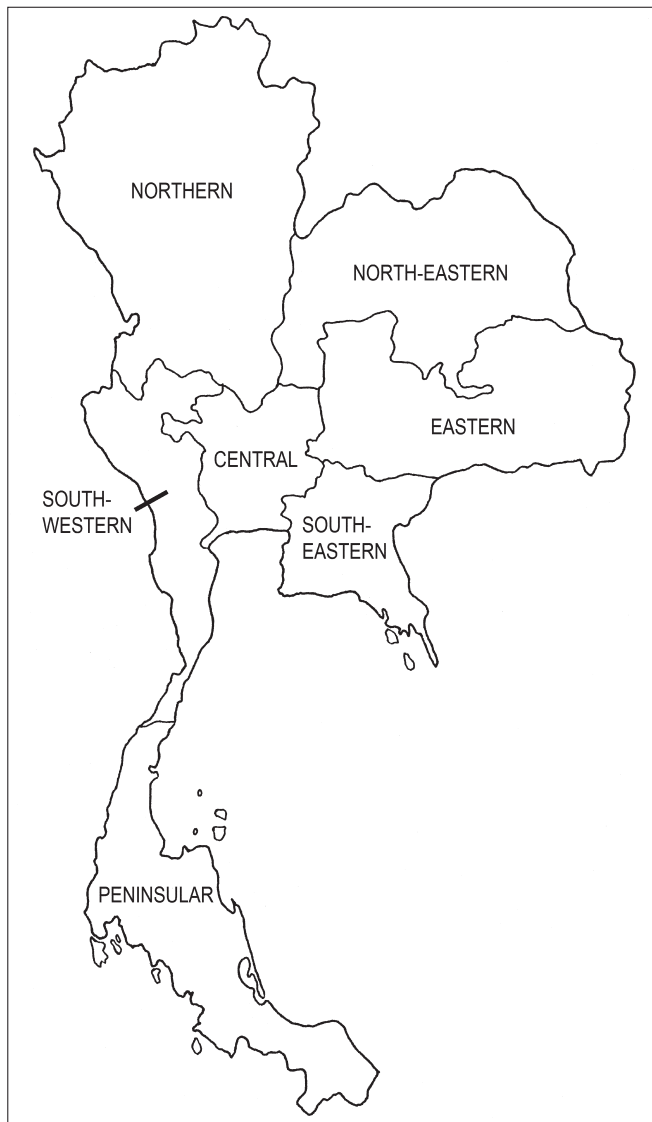 NORTHERN
NORTH-EASTERN
EASTERN
CENTRAL
SOUTH-
WESTERN
SOUTH-
EASTERN
PENINSULAR